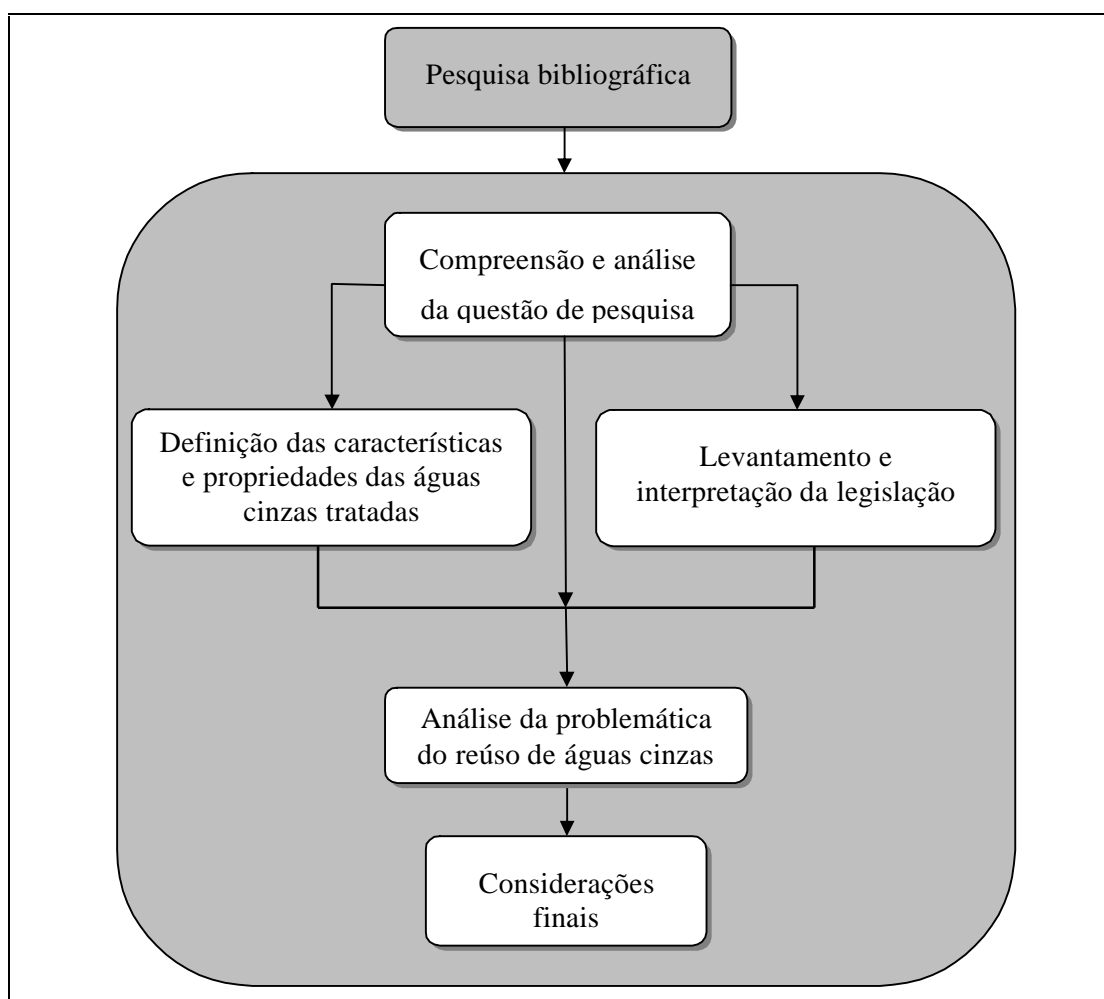 Pesquisa bibliográfica
Compreensão e análise
da questão de pesquisa
Definição das características
e propriedades das águas
cinzas tratadas
Levantamento e
interpretação da legislação
Análise da problemática
do reúso de águas cinzas
Considerações
finais